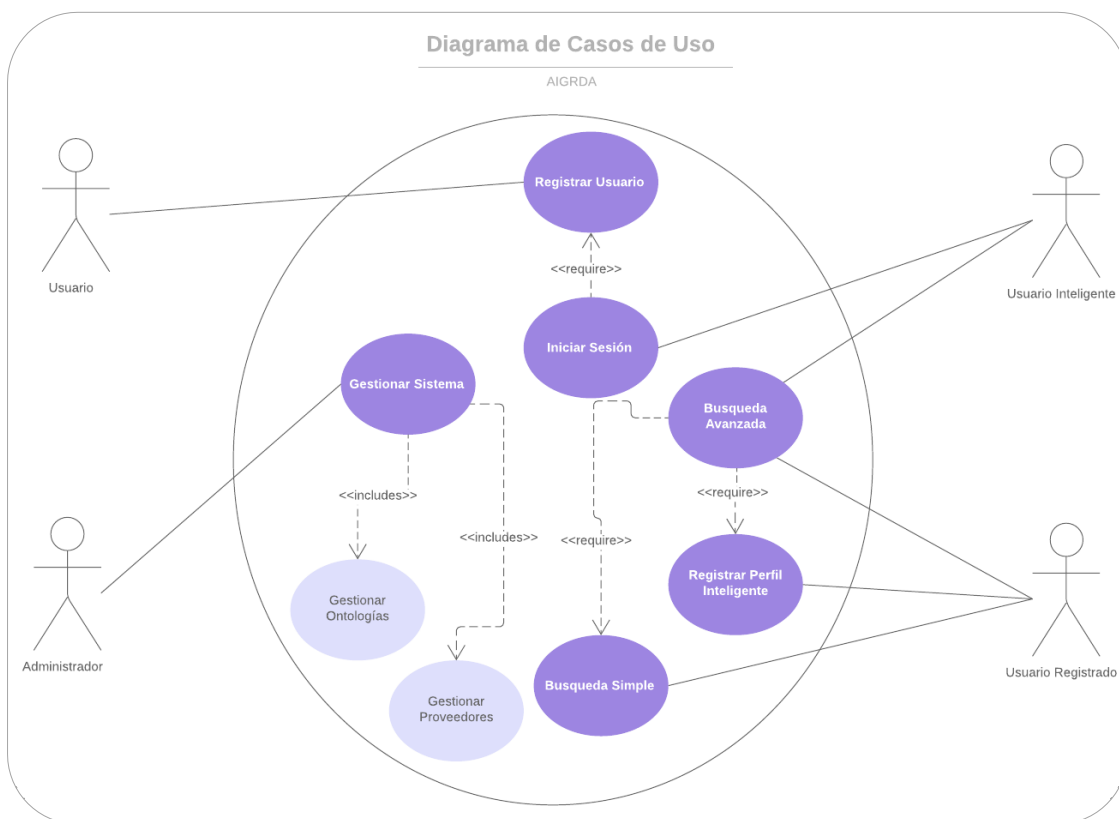 Diagrama de Casos de Uso
AIGRDA
Registrar Usuario
Usuario
<<require>>
Usuario Inteligente
Iniciar Sesión
Gestionar Sistema
Busqueda
Avanzada
<<includes>>
<<require>>
<<includes>>
<<require>>
Registrar Perfil
Inteligente
Gestionar
Ontologías
Administrador
Usuario Registrado
Busqueda Simple
Gestionar
Proveedores